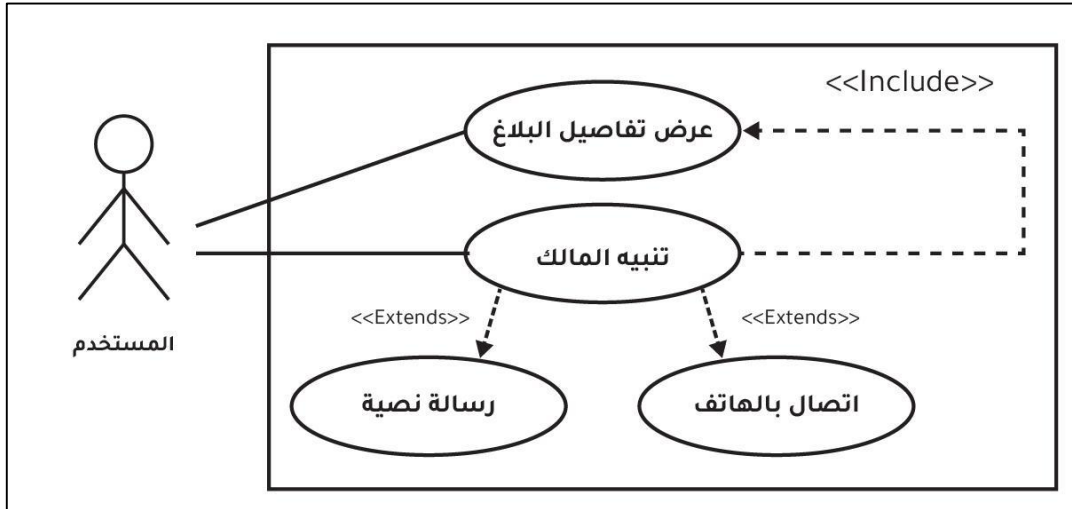 <<Include>>
عرض تفاصيل البلاغ
تنبيه المالك
<<Extends>>
<<Extends>>
المستخدم
اتصال بالهاتف
رسالة نصية